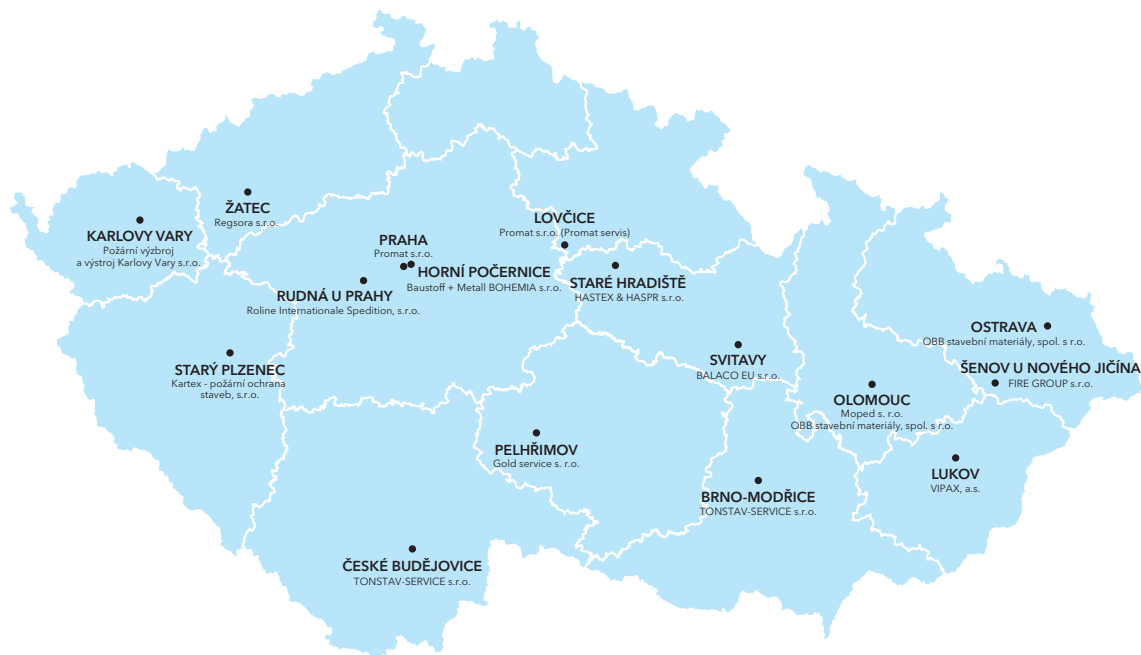 ŽATEC
Regsora s.r.o.
KARLOVY VARY
Požární výzbroj
a výstroj Karlovy Vary s.r.o.
LOVČICE
Promat s.r.o. (Promat servis)
PRAHA
Promat s.r.o.
HORNÍ POČERNICE
Baustoff + Metall BOHEMIA s.r.o.
STARÉ HRADIŠTĚ
HASTEX & HASPR s.r.o.
RUDNÁ U PRAHY
Roline Internationale Spedition, s.r.o.
OSTRAVA
OBB stavební materiály, spol. s r.o.
SVITAVY
BALACO EU s.r.o.
STARÝ PLZENEC
Kartex - požární ochrana
staveb, s.r.o.
ŠENOV U NOVÉHO JIČÍNA
FIRE GROUP s.r.o.
OLOMOUC
Moped s. r.o.
OBB stavební materiály, spol. s r.o.
PELHŘIMOV
Gold service s. r.o.
LUKOV
VIPAX, a.s.
BRNO-MODŘICE
TONSTAV-SERVICE s.r.o.
ČESKÉ BUDĚJOVICE
TONSTAV-SERVICE s.r.o.